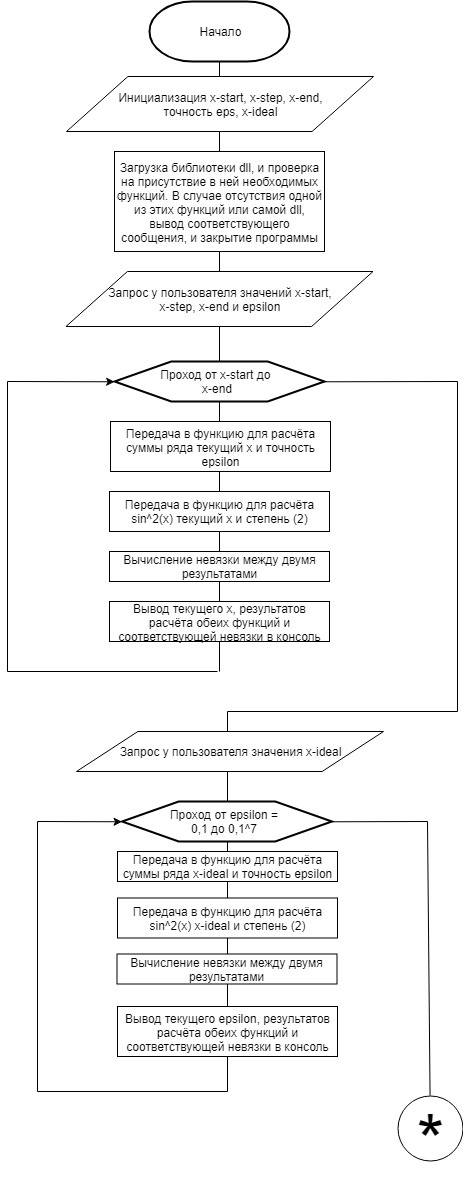 Начало
Инициализация x-start, x-step, x-end,
точность eps, x-ideal
Загрузка библиотеки dll, и проверка
на присутствие в ней необходимых
функций. В случае отсутствия одной
из этих функций или самой dll,
вывод соответствующего
сообщения, и закрытие программы
Запрос у пользователя значений x-start,
x-step, x-end и epsilon
Проход от x-start до
x-end
Передача в функцию для расчёта
суммы ряда текущий x и точность
epsilon
Передача в функцию для расчёта
sin^2(x) текущий x и степень (2)
Вычисление невязки между двумя
результатами
Вывод текущего x, результатов
расчёта обеих функций и
соответствующей невязки в консоль
Запрос у пользователя значения x-ideal
Проход от epsilon =
0,1 до 0,1^7
Передача в функцию для расчёта
суммы ряда x-ideal и точность epsilon
Передача в функцию для расчёта
sin^2(x) x-ideal и степень (2)
Вычисление невязки между двумя
результатами
Вывод текущего epsilon, результатов
расчёта обеих функций и
соответствующей невязки в консоль
*